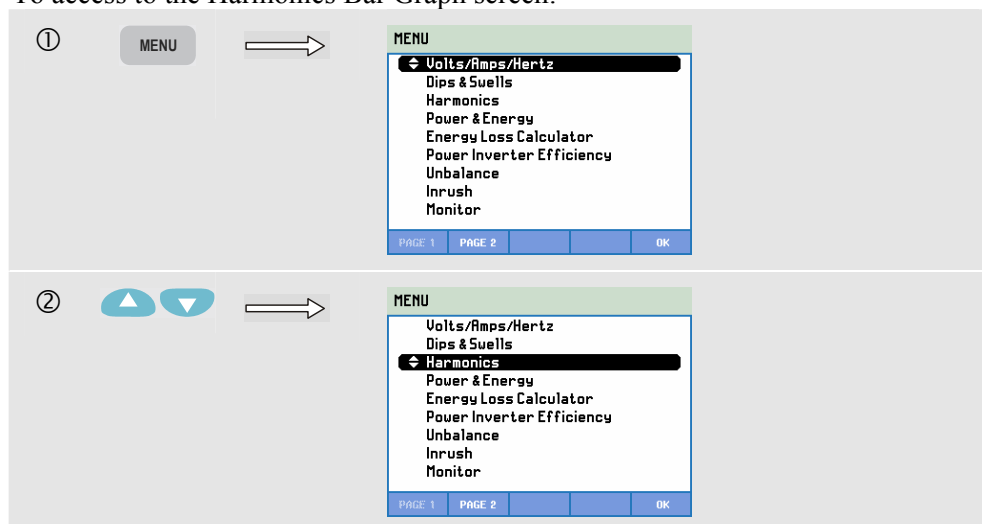 To access to the Harmonics Bar Graph screen:
①
MENU
MENU
Volts/Amps/Hertz
Dips & Swells
Harmonics
Power & Energy
Energy Loss Calculator
Power Inverter Efficiency
Unbalance
Inrush
Monitor
PAGE 1 PAGE 2 OK
②
MENU
Volts/Amps/Hertz
Dips & Swells
Harmonics
Power & Energy
Energy Loss Calculator
Power Inverter Efficiency
Unbalance
Inrush
Monitor
PAGE 1 PAGE 2 OK